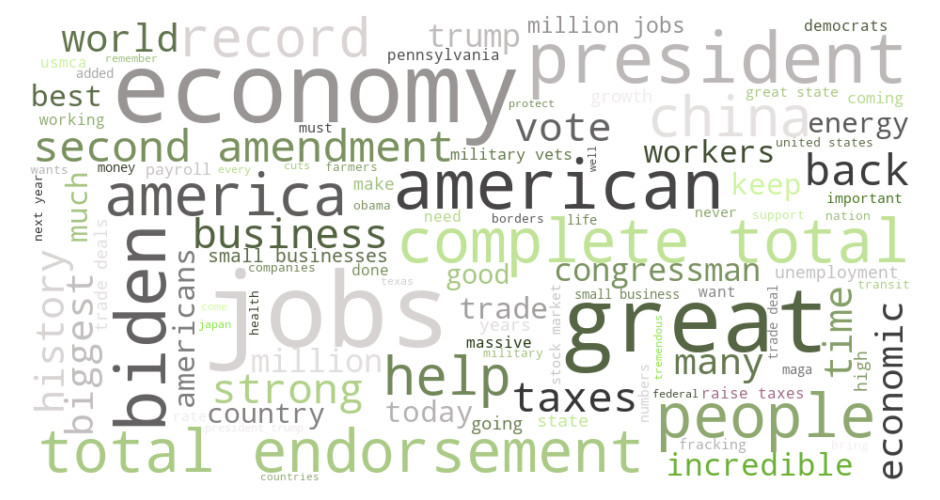 world
record
trump
million jobs
democrats
usmca
added
remember
economy
pennsylvania
president
best
working
protect
growth
great state
coming
china
energy
must
vote
united states
second amendment
military vets
well
workers
back
wants
money
payroll
every
cuts
farmers
make
keep
important
next year
much
america
obama
american
never
support
nation
need
borders
life
business
complete total
history
biggest
trade deals
biden
americans
small businesses
companies
done
texas
good
congressman
unemployment
transit
jobs
small business
want
trade deal
great
time
economic
come
japan
health
trade
years
stock market
tremendous
massive
military
million
help
many
maga
high
strong
taxes
numbers
federal
raise taxes
rate
country
today
going
state
people
president trump
total endorsement
fracking
bring
incredible
countries